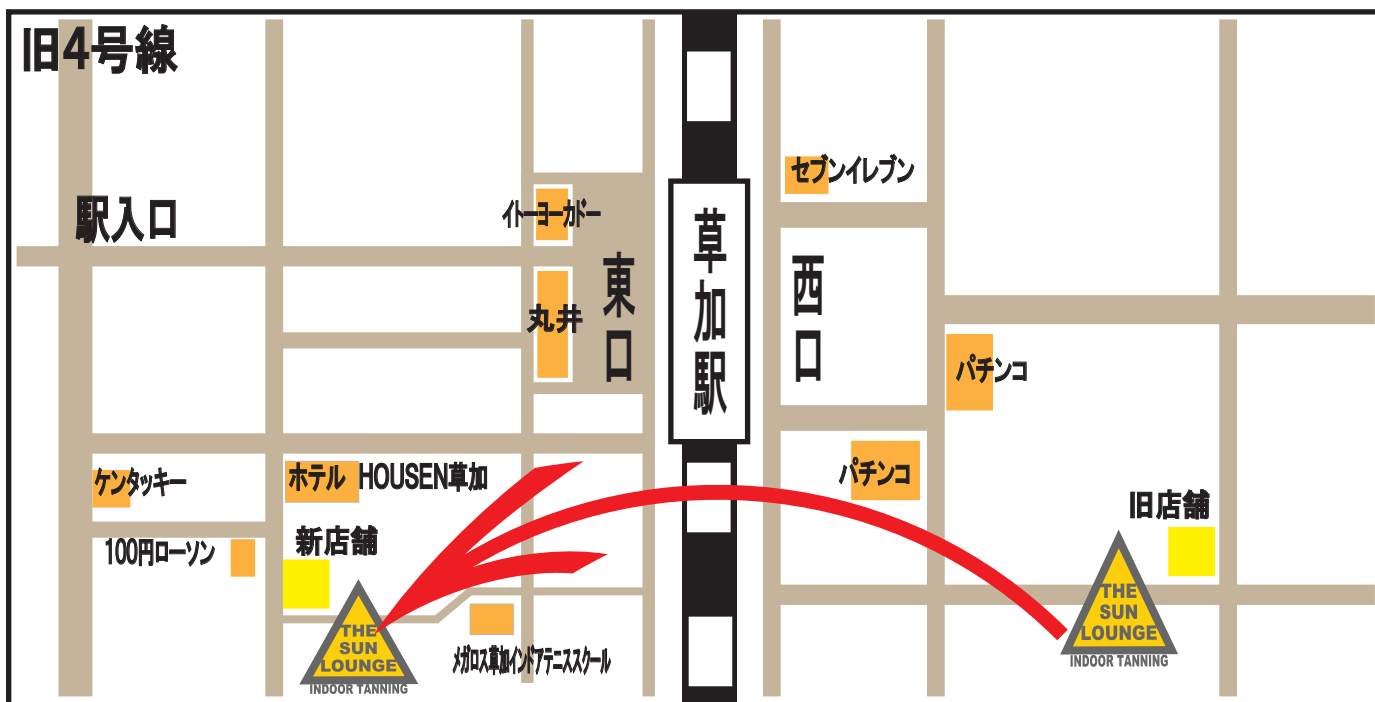 旧4号線
駅入口
イトーヨーカドー
丸井
東口
草加駅
西口
セブンイレブン
パチンコ
パチンコ
ケンタッキー
ホテル HOUSEN草加
100円ローソン
新店舗
旧店舗
THE
SUN
LOUNGE
INDOOR TANNING
メガロス草加インドアテニススクール
THE
SUN
LOUNGE
INDOOR TANNING